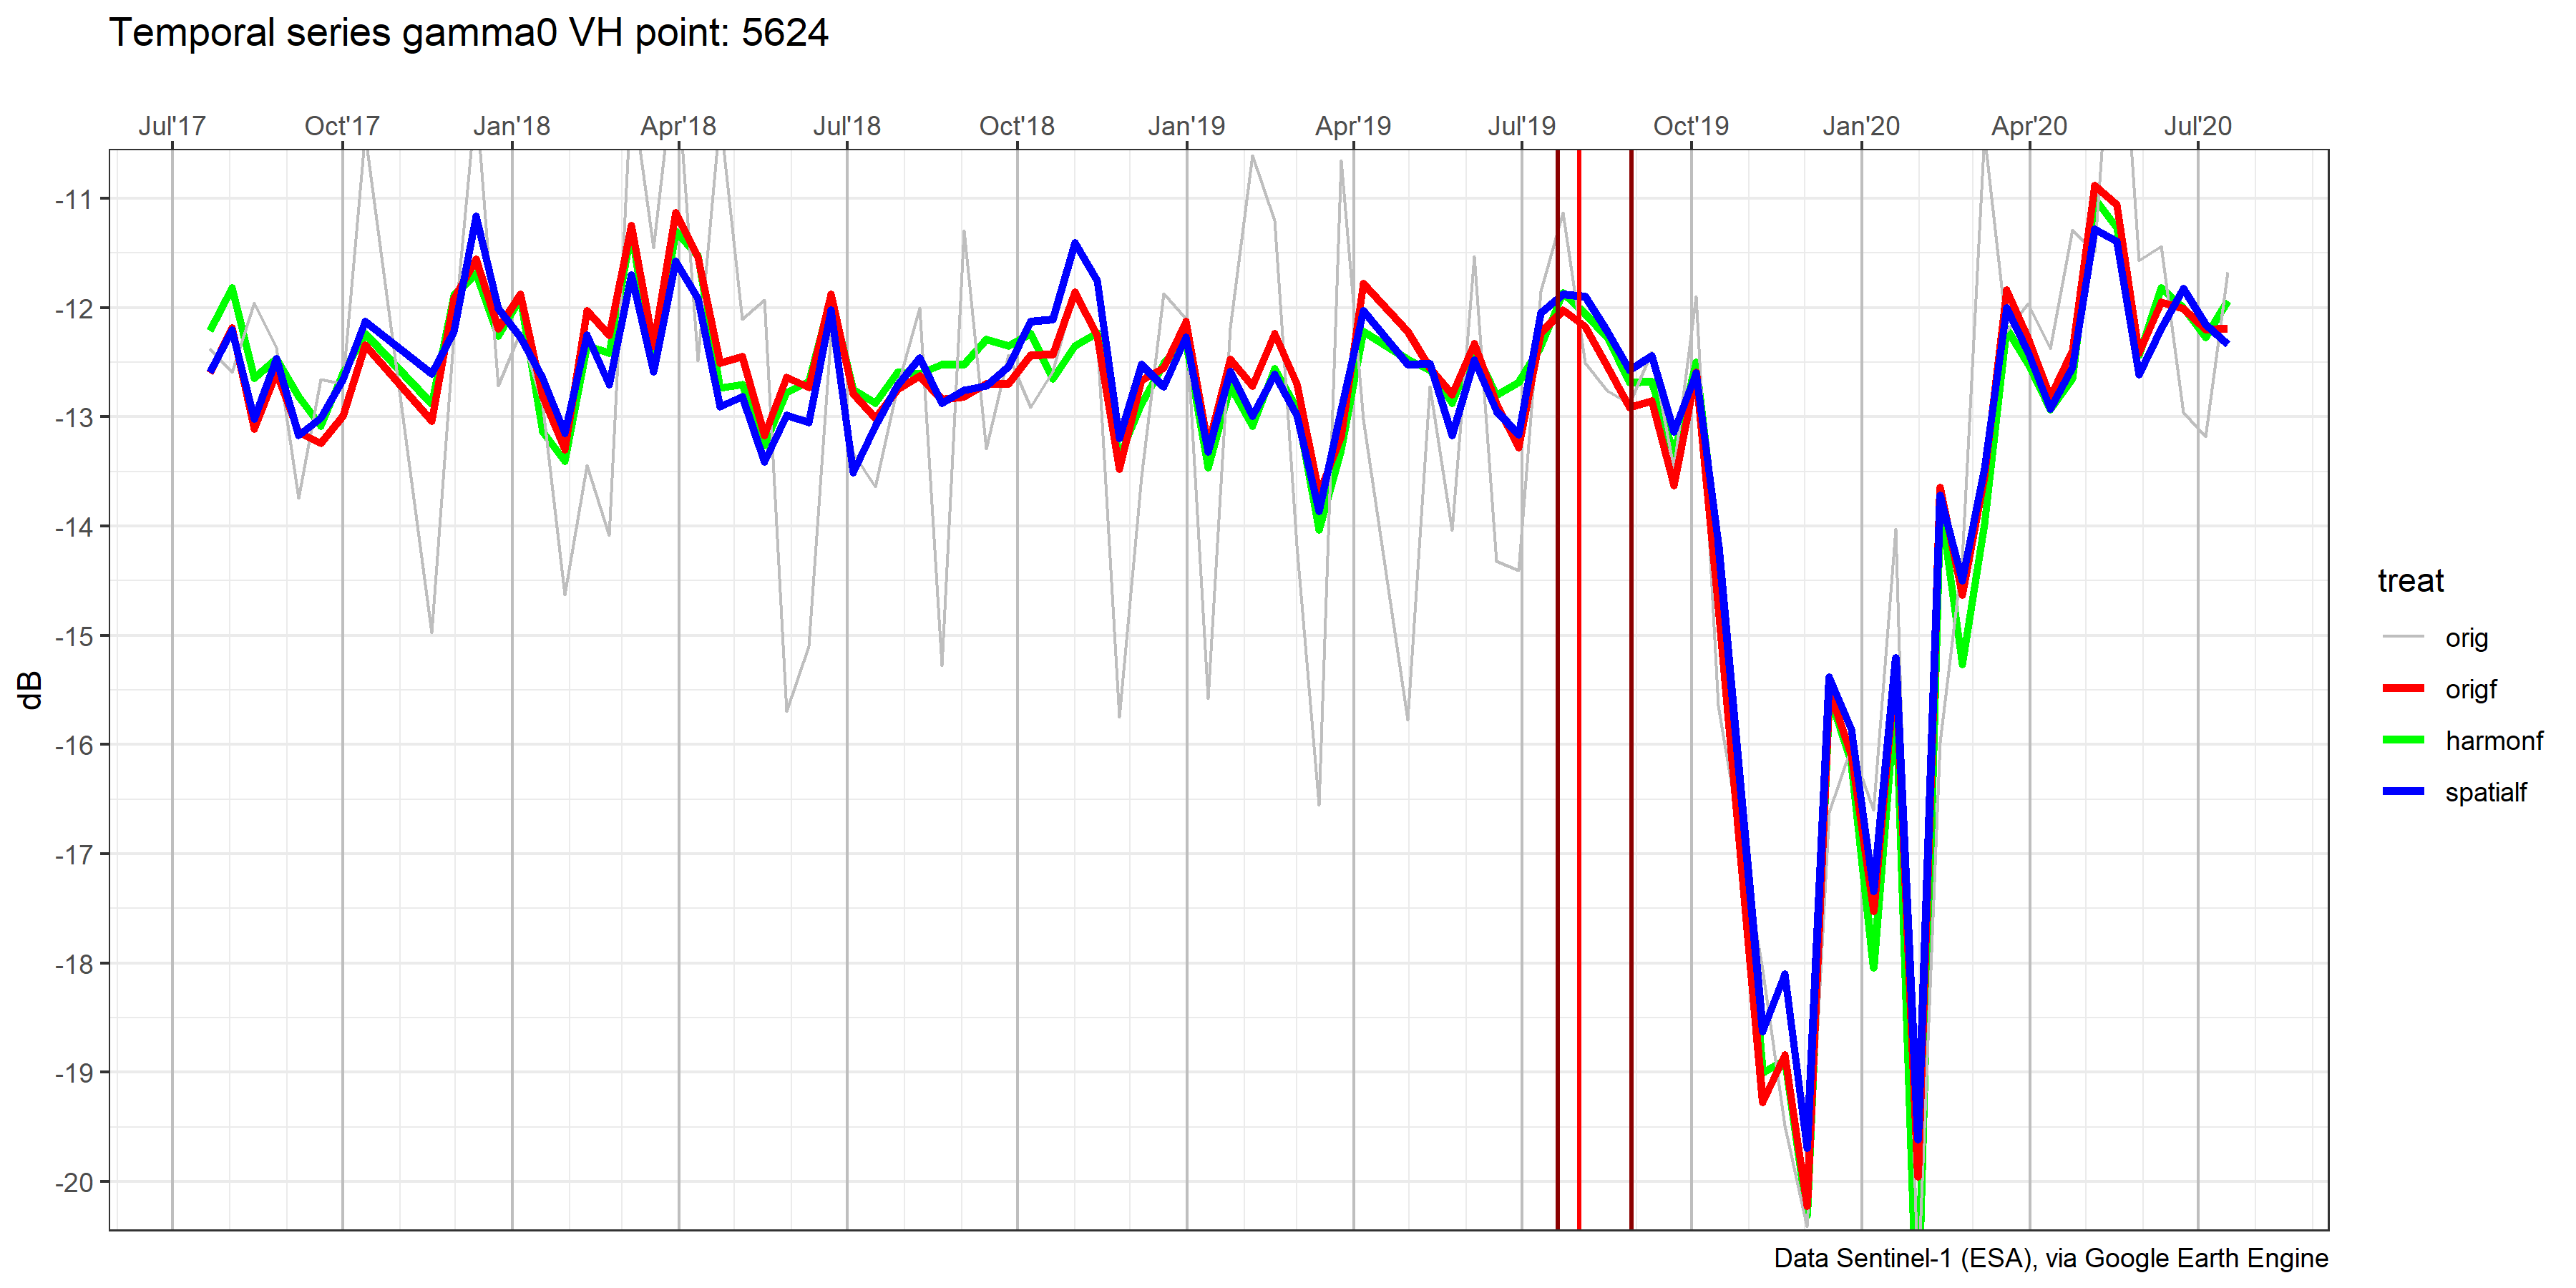 Temporal series gamma0 VH point: 5624
Jul'17 Oct'17 Jan'18 Apr'18 Jul'18 Oct'18 Jan'19 Apr'19 Jul'19 Oct'19 Jan'20 Apr'20 Jul'20
-11
-12
-13
-14
-15
-16
-17
-18
-19
-20
dB
treat
orig
origf
harmonf
spatialf
Data Sentinel-1 (ESA), via Google Earth Engine